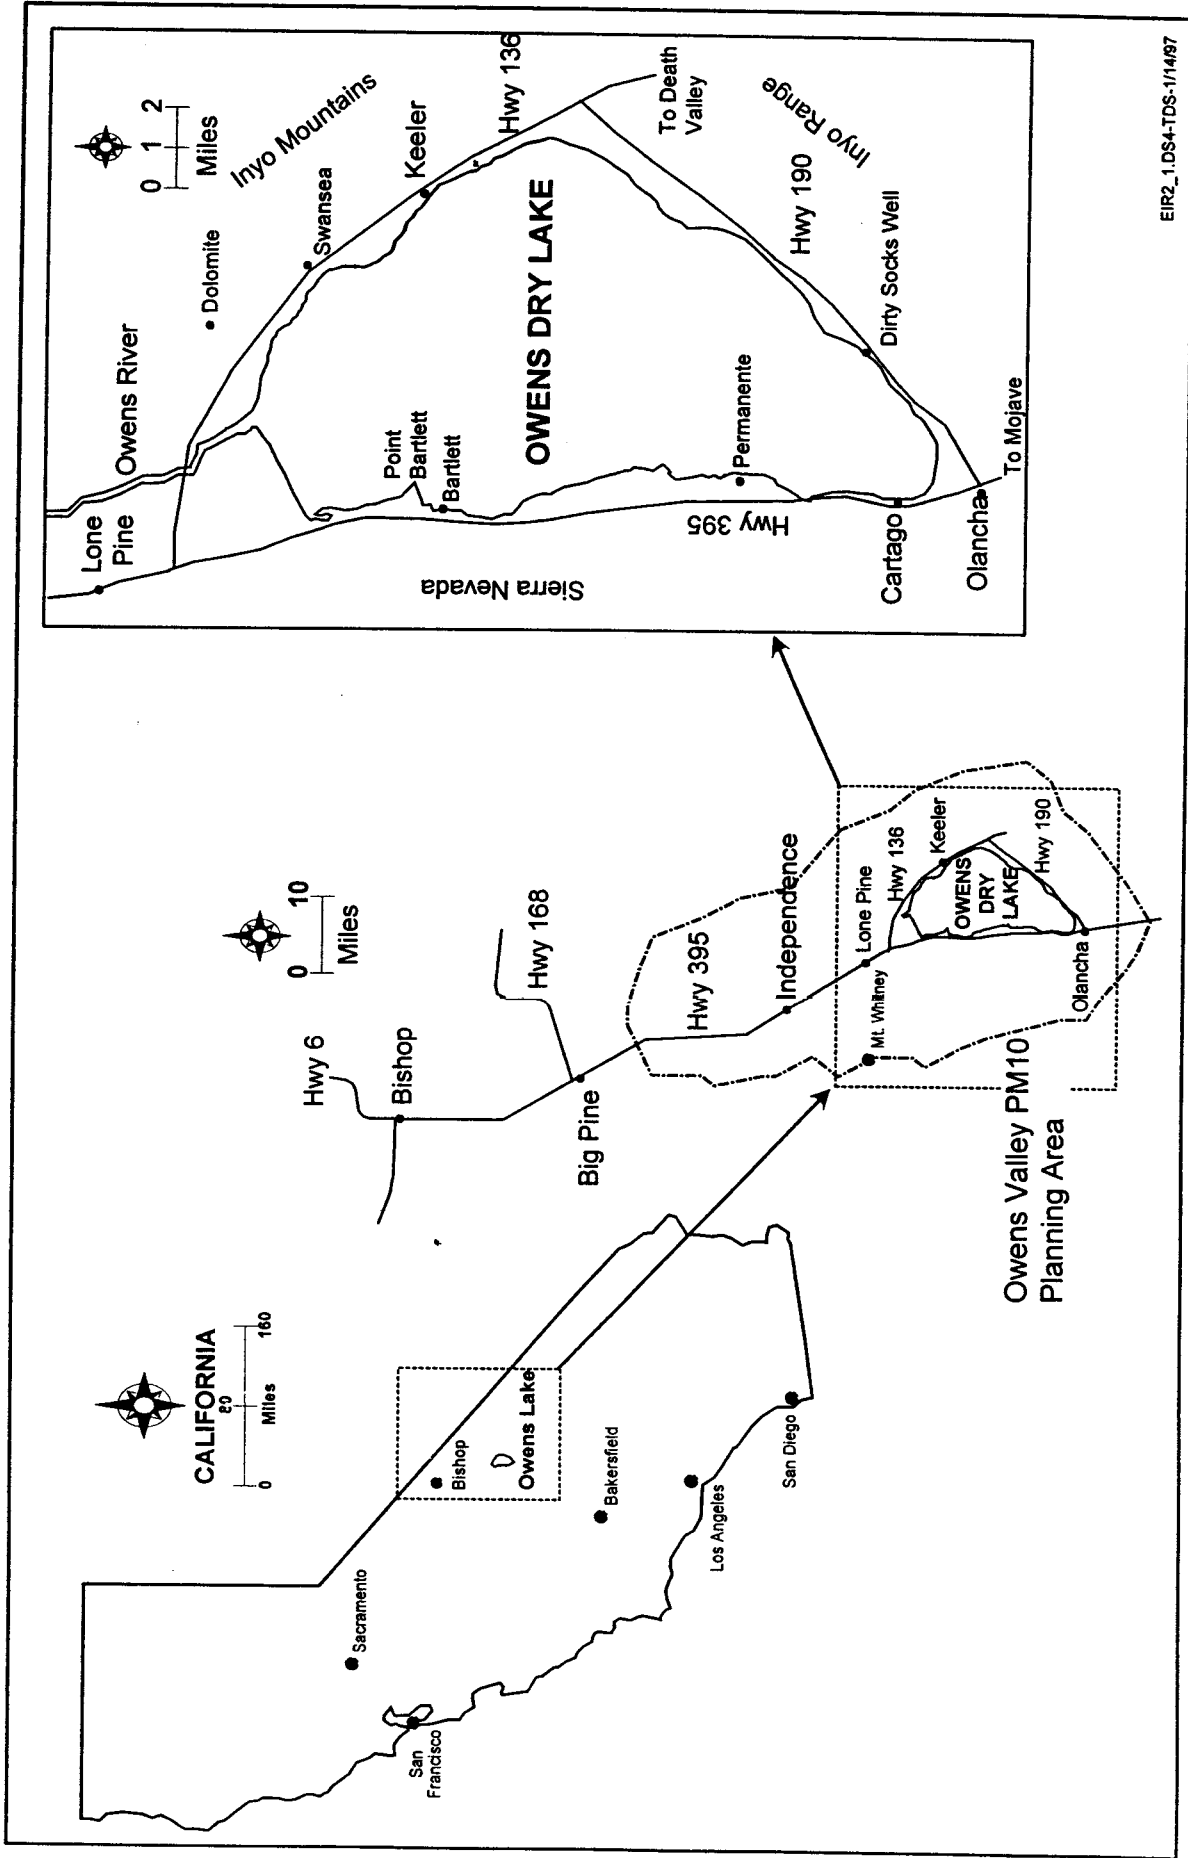 CALIFORNIA
0
80
160
Miles
Sacramento
San
Francisco
Bishop
Owens Lake
Bakersfield
Los Angeles
San Diego
0
10
Miles
Hwy 6
Bishop
Hwy 168
Big Pine
Hwy 395
Independence
Lone Pine
Mt. Whitney
Hwy 136
Keeler
OWENS
DRY
LAKE
Hwy 190
Olancha
Owens Valley PM10
Planning Area
0
1
2
Miles
Lone
Pine
Owens River
Dolomite
Swansea
Inyo Mountains
Keeler
Hwy 136
Point
Bartlett
Bartlett
OWENS DRY LAKE
To Death
Valley
Inyo Range
Hwy 190
Permanente
Dirty Socks Well
Hwy 395
Sierra Nevada
Cartago
Olancha
To Mojave
EIR2_1.DS4-TDS-1/14/97